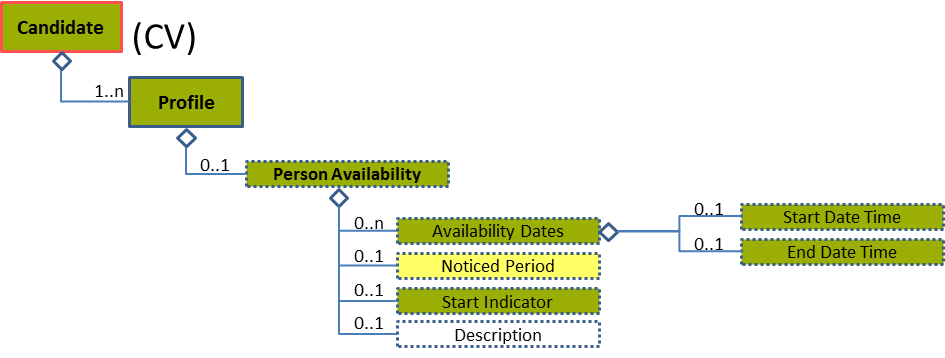 Candidate
(CV)
1..n
Profile
0..1
Person Availability
0..n
Availability Dates
0..1
Start Date Time
0..1
End Date Time
0..1
Noticed Period
0..1
Start Indicator
0..1
Description